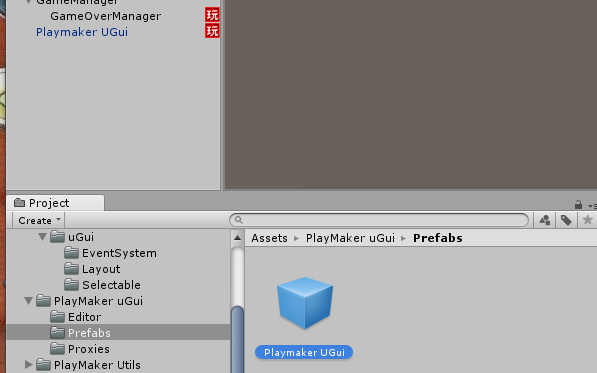 GameManager
GameOverManager 玩
Playmaker UGui 玩
Project
Create
uGui
EventSystem
Layout
Selectable
PlayMaker uGui
Editor
Prefabs
Proxies
PlayMaker Utils
Assets ▸ PlayMaker uGui ▸ Prefabs
Playmaker UGui